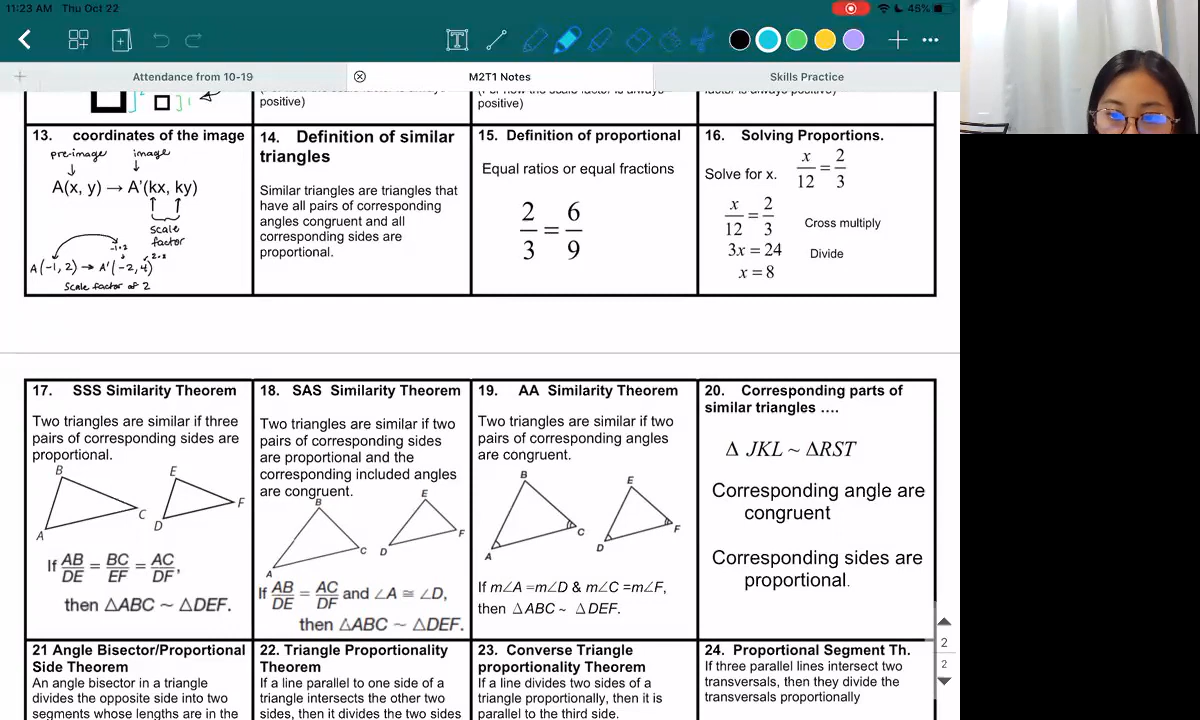 11:23 AM Thu Oct 22
45%
Attendance from 10-19
M2T1 Notes
Skills Practice
positive)
positive)
13. coordinates of the image
pre-image image
A(x, y) → A'(kx, ky)
scale
factor
-1·2
2·2
A(-1, 2) → A'(-2, 4)
Scale factor of 2
14. Definition of similar
triangles
Similar triangles are triangles that
have all pairs of corresponding
angles congruent and all
corresponding sides are
proportional.
15. Definition of proportional
Equal ratios or equal fractions
2/3 = 6/9
16. Solving Proportions.
Solve for x. x/12 = 2/3
x/12 = 2/3 Cross multiply
3x = 24 Divide
x = 8
17. SSS Similarity Theorem
Two triangles are similar if three
pairs of corresponding sides are
proportional.
B
E
C
F
A
D
If AB/DE = BC/EF = AC/DF,
then △ABC ~ △DEF.
18. SAS Similarity Theorem
Two triangles are similar if two
pairs of corresponding sides
are proportional and the
corresponding included angles
are congruent.
B
E
C
D
F
A
If AB/DE = AC/DF and ∠A ≅ ∠D,
then △ABC ~ △DEF.
19. AA Similarity Theorem
Two triangles are similar if two
pairs of corresponding angles
are congruent.
B
E
C
F
A
D
If m∠A =m∠D & m∠C =m∠F,
then △ABC ~ △DEF.
20. Corresponding parts of
similar triangles ….
Δ JKL ~ ΔRST
Corresponding angle are
congruent
Corresponding sides are
proportional.
2
2
21 Angle Bisector/Proportional
Side Theorem
An angle bisector in a triangle
divides the opposite side into two
segments whose lengths are in the
22. Triangle Proportionality
Theorem
If a line parallel to one side of a
triangle intersects the other two
sides, then it divides the two sides
23. Converse Triangle
proportionality Theorem
If a line divides two sides of a
triangle proportionally, then it is
parallel to the third side.
24. Proportional Segment Th.
If three parallel lines intersect two
transversals, then they divide the
transversals proportionally